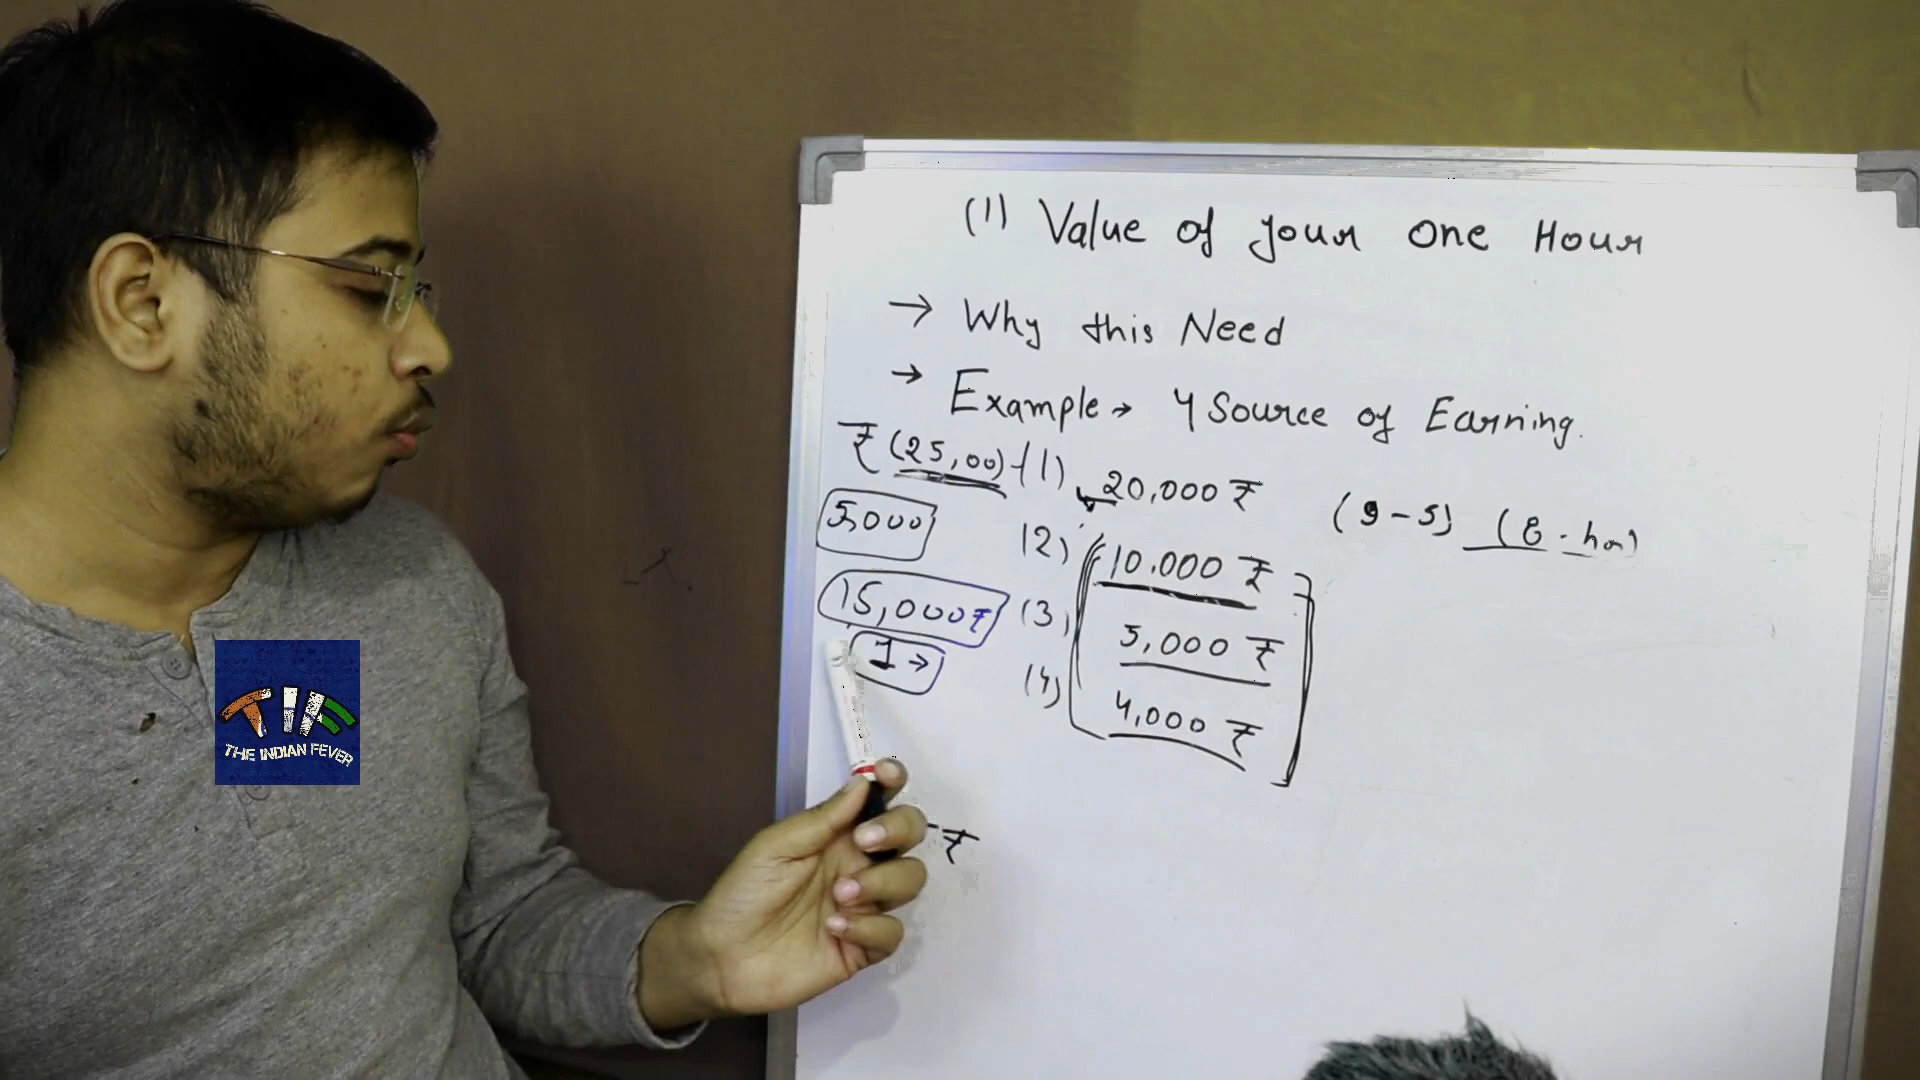 (1) Value of your One Hour
→ Why this Need
→ Example → 4 Source of Earning.
₹ (25,00) - (1) 20,000 ₹ (9-5) (8 - hr)
5,000 (2) 10,000 ₹
15,000₹ (3) 5,000 ₹
1 → (4) 4,000 ₹
₹
TIF
THE INDIAN FEVER